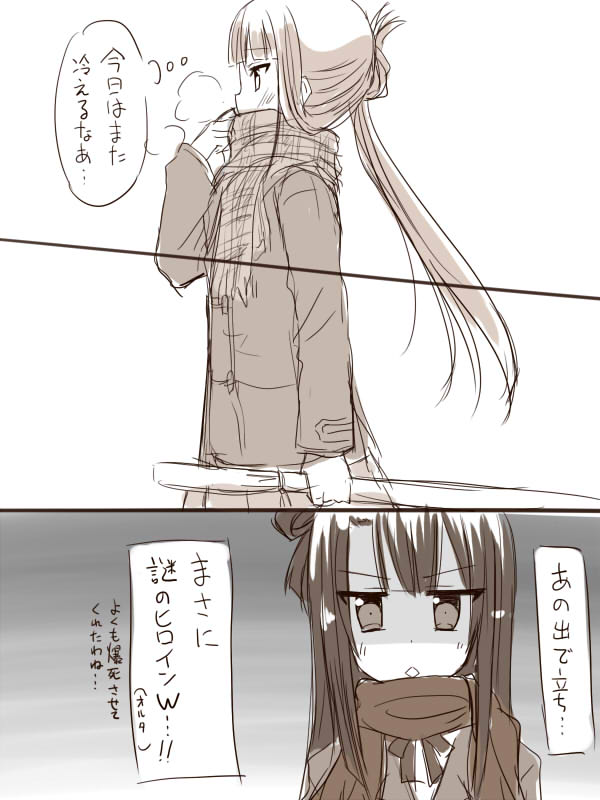 今日はまた
冷えるなあ…
あの出で立ち…
まさに
謎のヒロインW…!!
(オルタ)
よくも爆死させて
くれたわね…